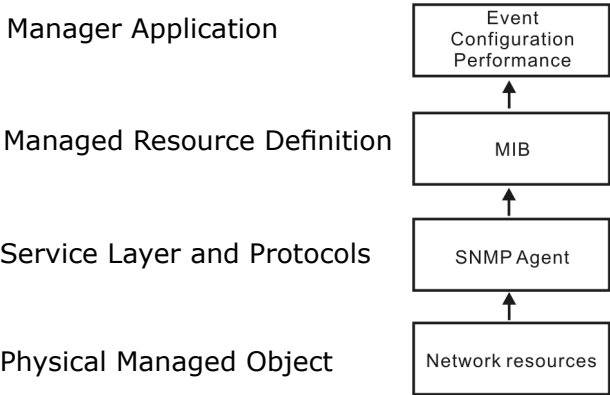 Manager Application
Event
Configuration
Performance
Managed Resource Definition
MIB
Service Layer and Protocols
SNMP Agent
Physical Managed Object
Network resources